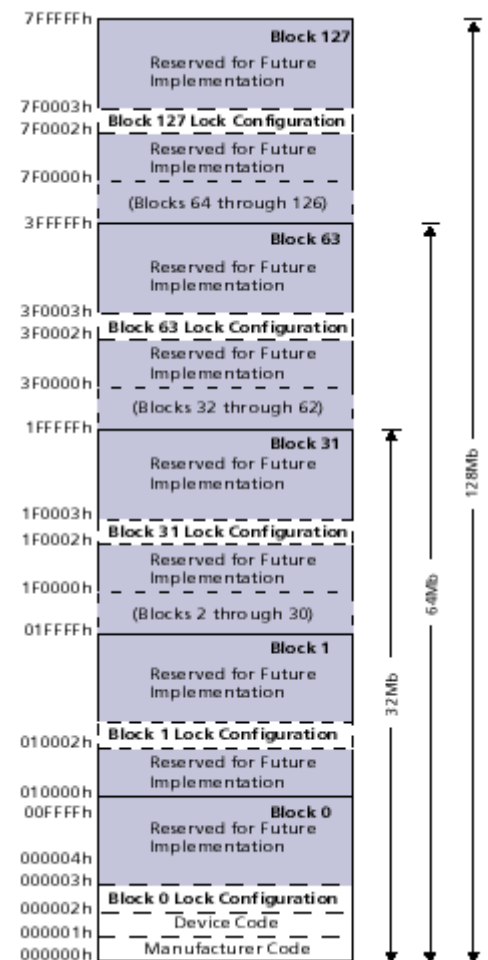 7FFFFFh
Block 127
Reserved for Future
Implementation
7F0003h
Block 127 Lock Configuration
7F0002h
Reserved for Future
Implementation
7F0000h
(Blocks 64 through 126)
3FFFFFh
Block 63
Reserved for Future
Implementation
3F0003h
Block 63 Lock Configuration
3F0002h
Reserved for Future
Implementation
3F0000h
(Blocks 32 through 62)
1FFFFFh
Block 31
Reserved for Future
Implementation
1F0003h
Block 31 Lock Configuration
1F0002h
Reserved for Future
Implementation
1F0000h
(Blocks 2 through 30)
01FFFFh
Block 1
Reserved for Future
Implementation
Block 1 Lock Configuration
010002h
Reserved for Future
Implementation
010000h
00FFFFh
Block 0
Reserved for Future
Implementation
000004h
000003h
Block 0 Lock Configuration
000002h
Device Code
000001h
Manufacturer Code
000000h
32Mb
64Mb
128Mb